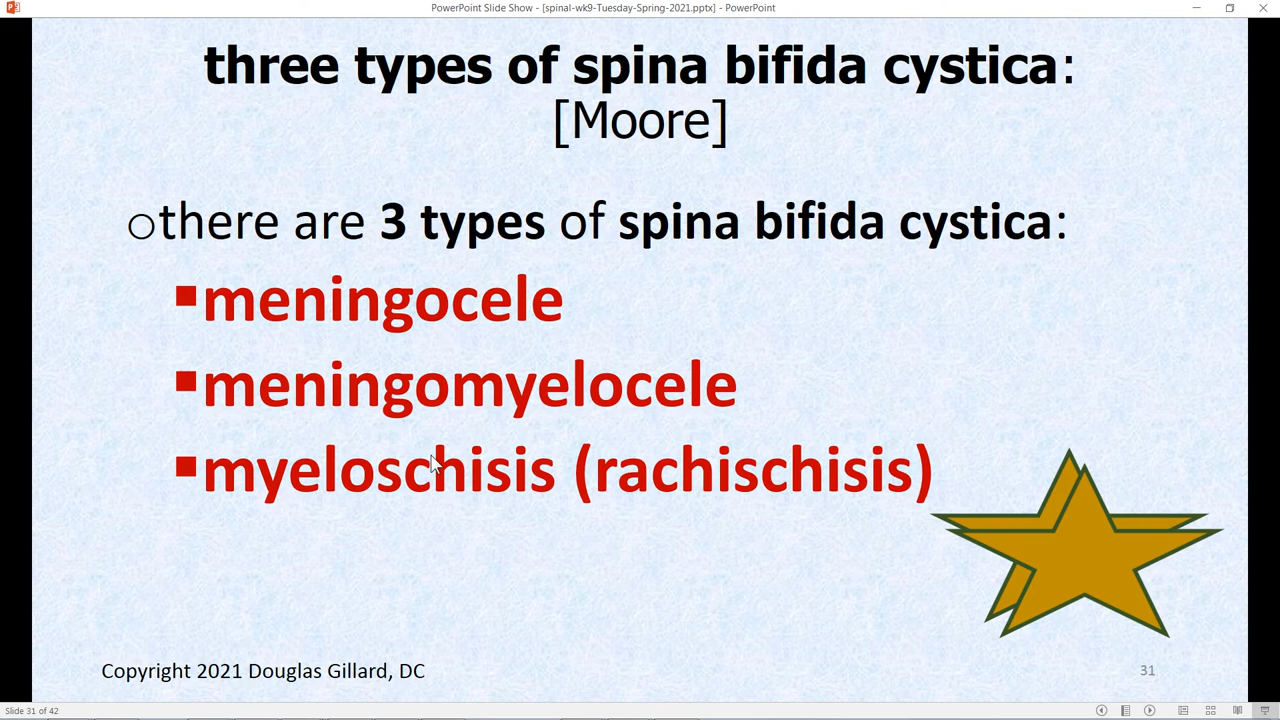 PowerPoint Slide Show - [spinal-wk9-Tuesday-Spring-2021.pptx] - PowerPoint
three types of spina bifida cystica:
[Moore]
there are 3 types of spina bifida cystica:
meningocele
meningomyelocele
myeloschisis (rachischisis)
Copyright 2021 Douglas Gillard, DC
31
Slide 31 of 42